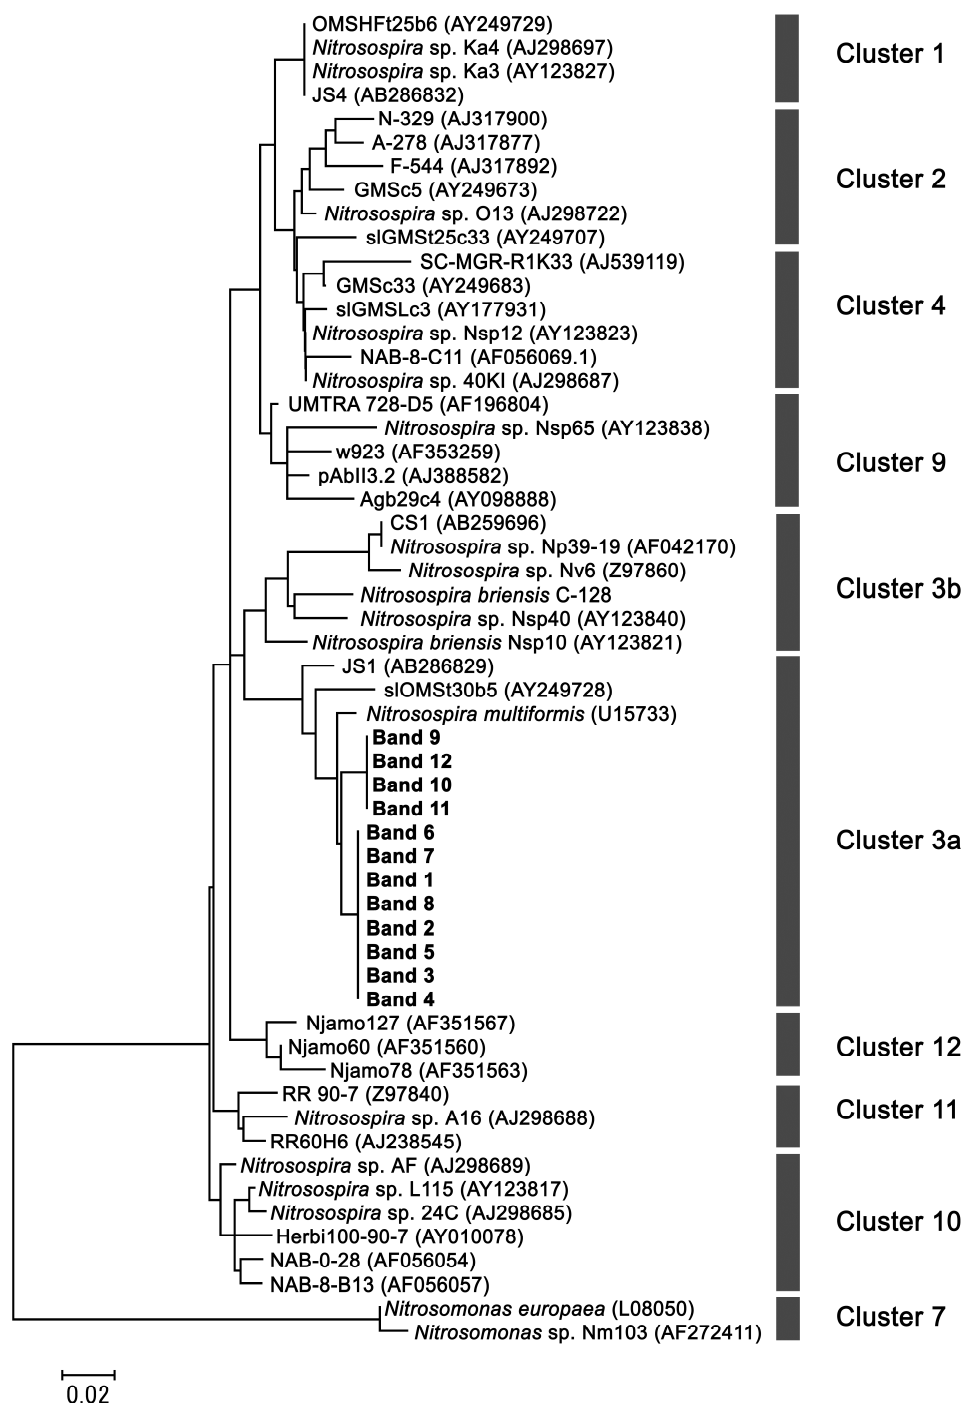 OMSHFt25b6 (AY249729)
Nitrosospira sp. Ka4 (AJ298697)
Cluster 1
Nitrosospira sp. Ka3 (AY123827)
JS4 (AB286832)
N-329 (AJ317900)
A-278 (AJ317877)
F-544 (AJ317892)
Cluster 2
GMSc5 (AY249673)
Nitrosospira sp. O13 (AJ298722)
slGMSt25c33 (AY249707)
SC-MGR-R1K33 (AJ539119)
GMSc33 (AY249683)
Cluster 4
slGMSLc3 (AY177931)
Nitrosospira sp. Nsp12 (AY123823)
NAB-8-C11 (AF056069.1)
Nitrosospira sp. 40KI (AJ298687)
UMTRA 728-D5 (AF196804)
Nitrosospira sp. Nsp65 (AY123838)
w923 (AF353259)
Cluster 9
pAbII3.2 (AJ388582)
Agb29c4 (AY098888)
CS1 (AB259696)
Nitrosospira sp. Np39-19 (AF042170)
Nitrosospira sp. Nv6 (Z97860)
Cluster 3b
Nitrosospira briensis C-128
Nitrosospira sp. Nsp40 (AY123840)
Nitrosospira briensis Nsp10 (AY123821)
JS1 (AB286829)
slOMSt30b5 (AY249728)
Nitrosospira multiformis (U15733)
Band 9
Band 12
Band 10
Band 11
Band 6
Cluster 3a
Band 7
Band 1
Band 8
Band 2
Band 5
Band 3
Band 4
Njamo127 (AF351567)
Njamo60 (AF351560)
Cluster 12
Njamo78 (AF351563)
RR 90-7 (Z97840)
Cluster 11
Nitrosospira sp. A16 (AJ298688)
RR60H6 (AJ238545)
Nitrosospira sp. AF (AJ298689)
Nitrosospira sp. L115 (AY123817)
Nitrosospira sp. 24C (AJ298685)
Cluster 10
Herbi100-90-7 (AY010078)
NAB-0-28 (AF056054)
NAB-8-B13 (AF056057)
Nitrosomonas europaea (L08050)
Cluster 7
Nitrosomonas sp. Nm103 (AF272411)
0.02